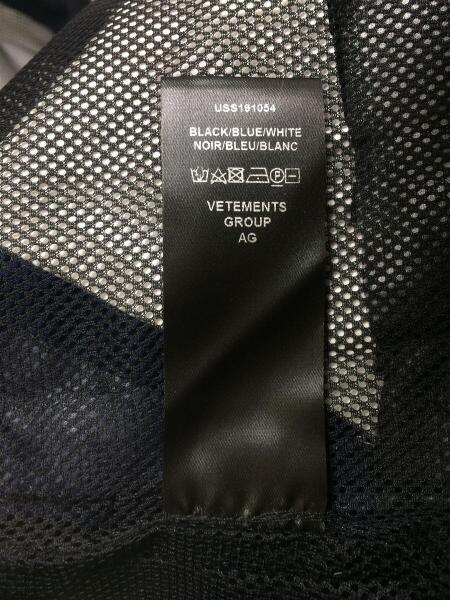 USS191054
BLACK/BLUE/WHITE
NOIR/BLEU/BLANC
VETEMENTS
GROUP
AG